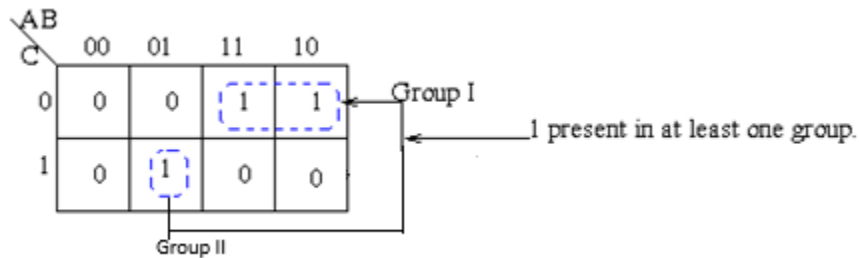 AB
C 00 01 11 10
0 0 0 1 1 Group I
1 present in at least one group.
1 0 1 0 0
Group II